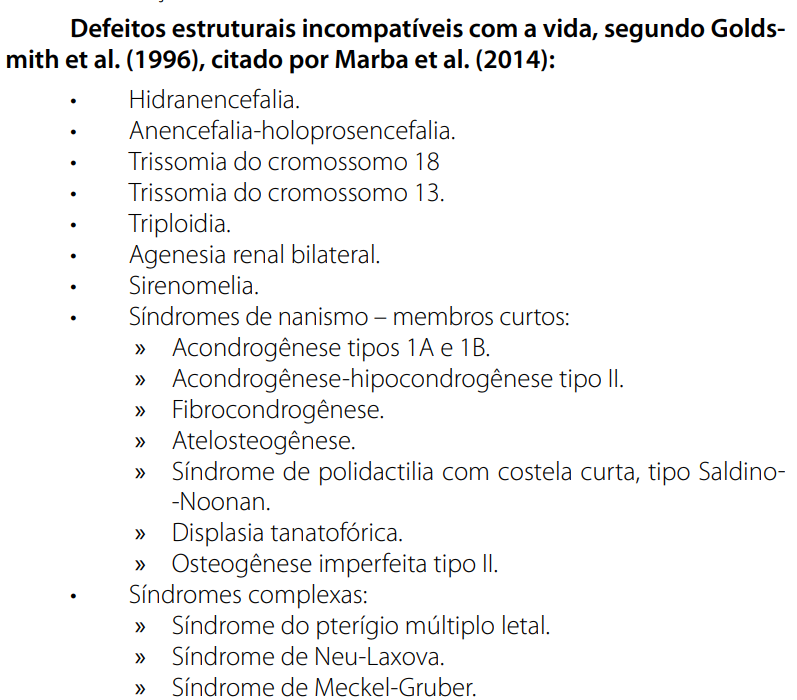 Defeitos estruturais incompatíveis com a vida, segundo Golds-
mith et al. (1996), citado por Marba et al. (2014):
• Hidranencefalia.
• Anencefalia-holoprosencefalia.
• Trissomia do cromossomo 18
• Trissomia do cromossomo 13.
• Triploidia.
• Agenesia renal bilateral.
• Sirenomelia.
• Síndromes de nanismo – membros curtos:
» Acondrogênese tipos 1A e 1B.
» Acondrogênese-hipocondrogênese tipo II.
» Fibrocondrogênese.
» Atelosteogênese.
» Síndrome de polidactilia com costela curta, tipo Saldino-
-Noonan.
» Displasia tanatofórica.
» Osteogênese imperfeita tipo II.
• Síndromes complexas:
» Síndrome do pterígio múltiplo letal.
» Síndrome de Neu-Laxova.
» Síndrome de Meckel-Gruber.